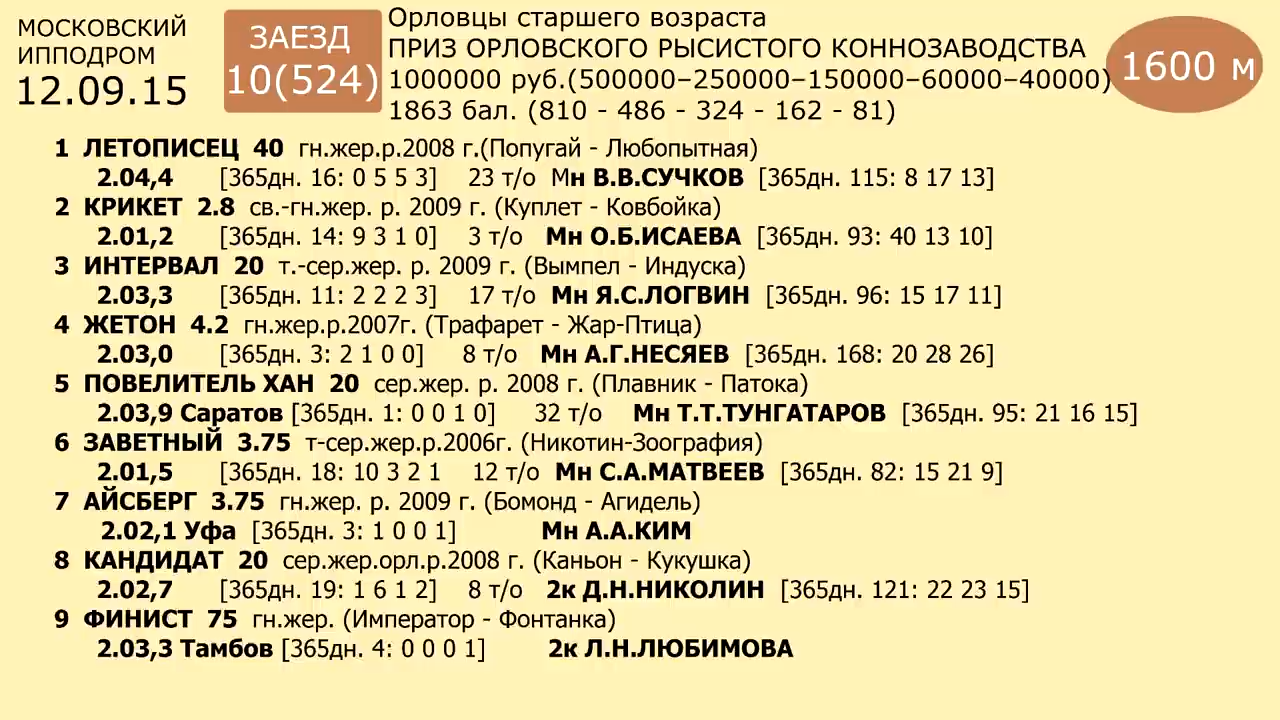 МОСКОВСКИЙ
ИППОДРОМ
12.09.15
ЗАЕЗД
10(524)
Орловцы старшего возраста
ПРИЗ ОРЛОВСКОГО РЫСИСТОГО КОННОЗАВОДСТВА
1000000 руб.(500000–250000–150000–60000–40000)
1863 бал. (810 - 486 - 324 - 162 - 81)
1600 м
1 ЛЕТОПИСЕЦ 40 гн.жер.р.2008 г.(Попугай - Любопытная)
2.04,4 [365дн. 16: 0 5 5 3] 23 т/о Мн В.В.СУЧКОВ [365дн. 115: 8 17 13]
2 КРИКЕТ 2.8 св.-гн.жер. р. 2009 г. (Куплет - Ковбойка)
2.01,2 [365дн. 14: 9 3 1 0] 3 т/о Мн О.Б.ИСАЕВА [365дн. 93: 40 13 10]
3 ИНТЕРВАЛ 20 т.-сер.жер. р. 2009 г. (Вымпел - Индуска)
2.03,3 [365дн. 11: 2 2 2 3] 17 т/о Мн Я.С.ЛОГВИН [365дн. 96: 15 17 11]
4 ЖЕТОН 4.2 гн.жер.р.2007г. (Трафарет - Жар-Птица)
2.03,0 [365дн. 3: 2 1 0 0] 8 т/о Мн А.Г.НЕСЯЕВ [365дн. 168: 20 28 26]
5 ПОВЕЛИТЕЛЬ ХАН 20 сер.жер. р. 2008 г. (Плавник - Патока)
2.03,9 Саратов [365дн. 1: 0 0 1 0] 32 т/о Мн Т.Т.ТУНГАТАРОВ [365дн. 95: 21 16 15]
6 ЗАВЕТНЫЙ 3.75 т-сер.жер.р.2006г. (Никотин-Зоография)
2.01,5 [365дн. 18: 10 3 2 1 12 т/о Мн С.А.МАТВЕЕВ [365дн. 82: 15 21 9]
7 АЙСБЕРГ 3.75 гн.жер. р. 2009 г. (Бомонд - Агидель)
2.02,1 Уфа [365дн. 3: 1 0 0 1] Мн А.А.КИМ
8 КАНДИДАТ 20 сер.жер.орл.р.2008 г. (Каньон - Кукушка)
2.02,7 [365дн. 19: 1 6 1 2] 8 т/о 2к Д.Н.НИКОЛИН [365дн. 121: 22 23 15]
9 ФИНИСТ 75 гн.жер. (Император - Фонтанка)
2.03,3 Тамбов [365дн. 4: 0 0 0 1] 2к Л.Н.ЛЮБИМОВА